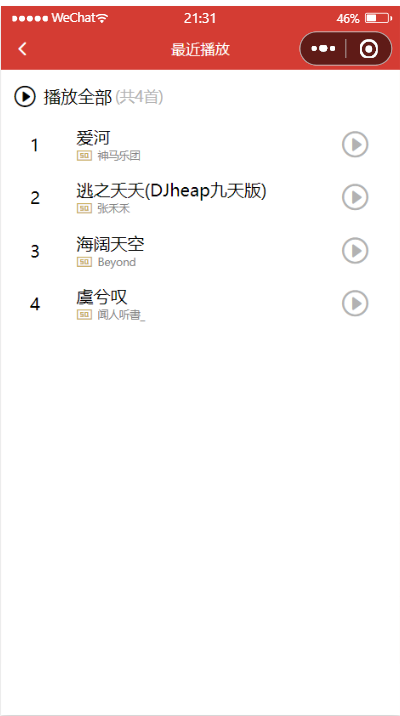 WeChat 21:31 46%
最近播放
播放全部 (共4首)
1 爱河
SQ 神马乐团
2 逃之夭夭(DJheap九天版)
SQ 张禾禾
3 海阔天空
SQ Beyond
4 虞兮叹
SQ 闻人听書_